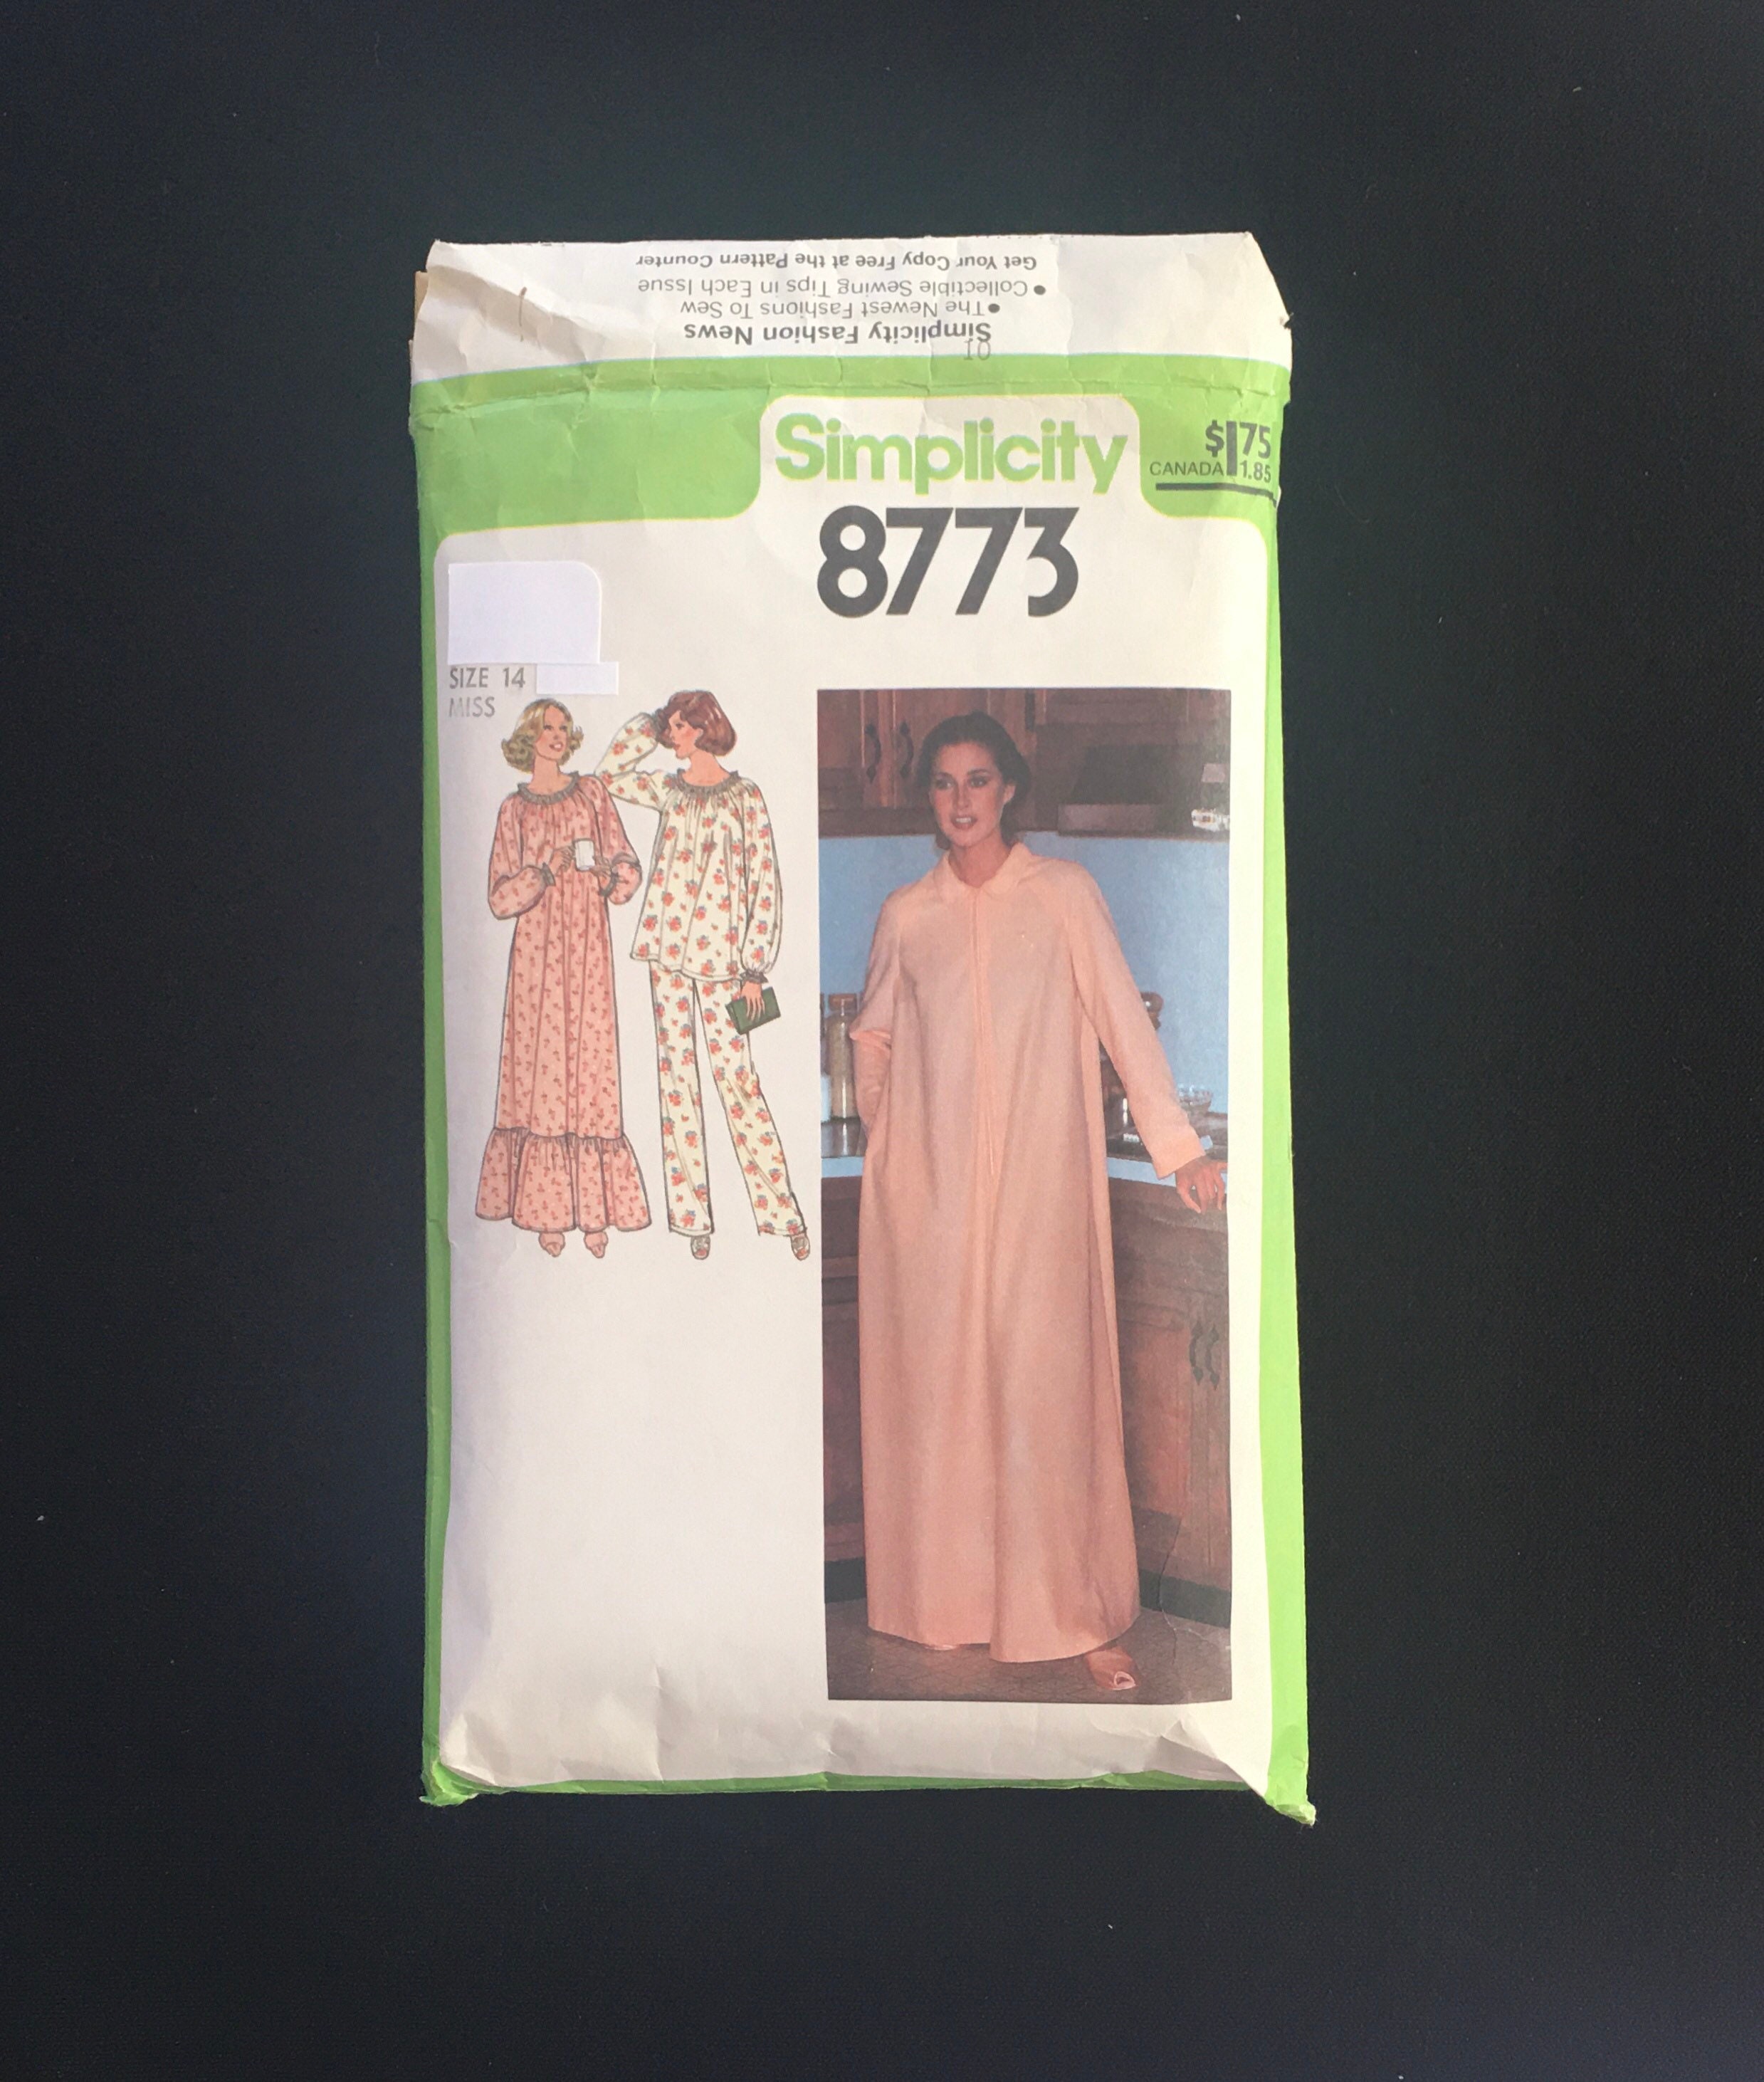 Get Your Copy Free at the Pattern Counter
• Collectible Sewing Tips in Each Issue
• The Newest Fashions To Sew
Simplicity Fashion News
10
Simplicity
$1.75
CANADA 1.85
8773
SIZE 14
MISS